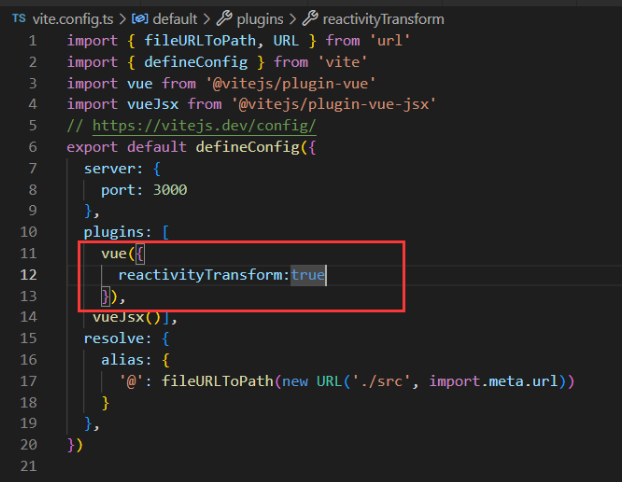 TS vite.config.ts > default > plugins > reactivityTransform
1 import { fileURLToPath, URL } from 'url'
2 import { defineConfig } from 'vite'
3 import vue from '@vitejs/plugin-vue'
4 import vueJsx from '@vitejs/plugin-vue-jsx'
5 // https://vitejs.dev/config/
6 export default defineConfig({
7   server: {
8     port: 3000
9   },
10   plugins: [
11     vue({
12       reactivityTransform:true
13     }),
14    vueJsx()],
15   resolve: {
16     alias: {
17       '@': fileURLToPath(new URL('./src', import.meta.url))
18     }
19   },
20 })
21